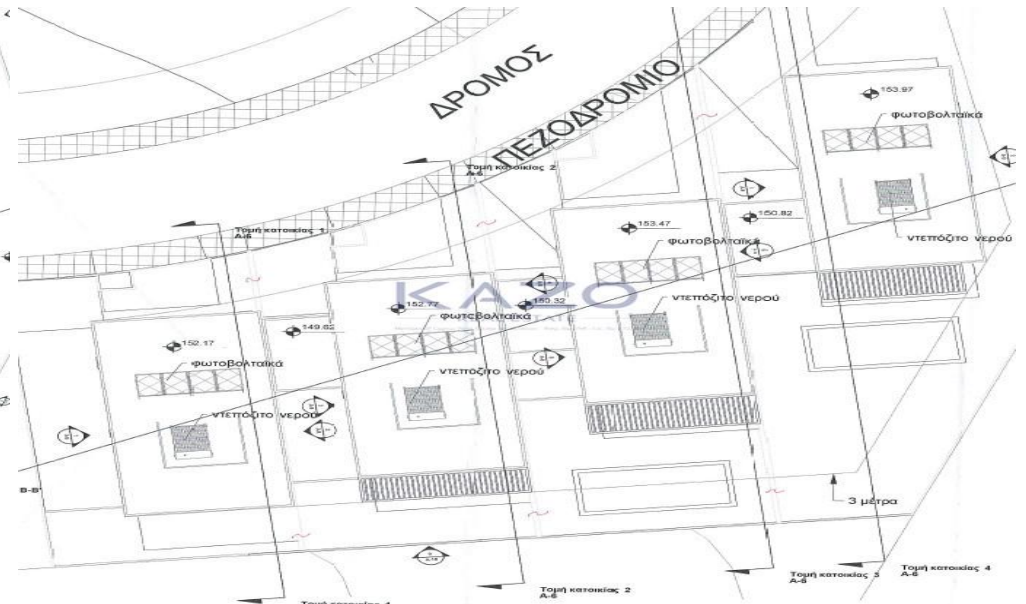 ΔΡΟΜΟΣ
ΠΕΖΟΔΡΟΜΙΟ
153.97
φωτοβολταϊκά
Τομή κατοικίας 2
Α-6
ντεπόζιτο νερού
150.82
153.47
φωτοβολταϊκά
Τομή κατοικίας 1
Α-6
KAZO
ντεπόζιτο νερού
152.77
150.32
φωτοβολταϊκά
149.62
152.17
φωτοβολταϊκά
ντεπόζιτο νερού
ντεπόζιτο νερού
B-B'
3 μέτρα
Τομή κατοικίας 4
Α-6
Τομή κατοικίας 3
Α-6
Τομή κατοικίας 2
Α-6